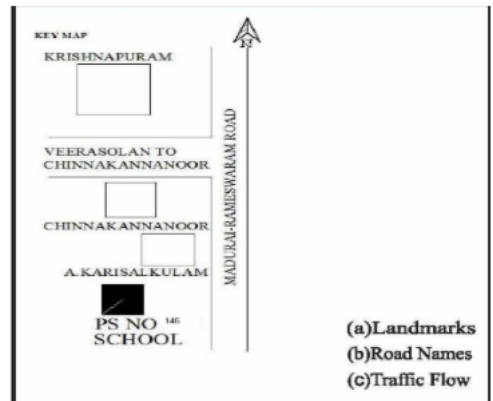 KEY MAP
N
KRISHNAPURAM
VEERASOLAN TO
CHINNAKANNANOOR
CHINNAKANNANOOR
A.KARISALKULAM
PS NO 146
SCHOOL
MADURAI-RAMESWARAM ROAD
(a)Landmarks
(b)Road Names
(c)Traffic Flow